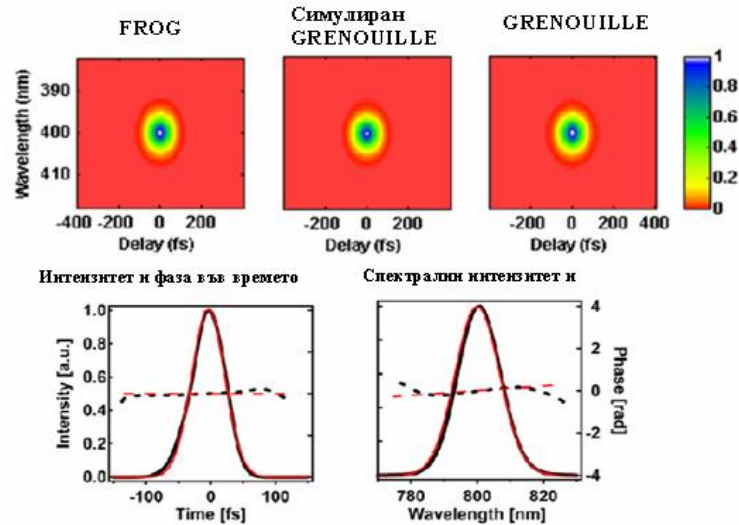 FROG
Симулиран
GRENOUILLE
GRENOUILLE
Wavelength (nm)
390
400
410
-400 -200 0 200
Delay (fs)
-200 0 200
Delay (fs)
-200 0 200 400
Delay (fs)
1
0.8
0.6
0.4
0.2
0
Интензитет и фаза във времето
Intensity [a.u.]
1.0
0.8
0.6
0.4
0.2
0.0
-100 0 100
Time [fs]
Спектрални интензитет и
780 800 820
Wavelength [nm]
4
2
0
-2
-4
Phase [rad]